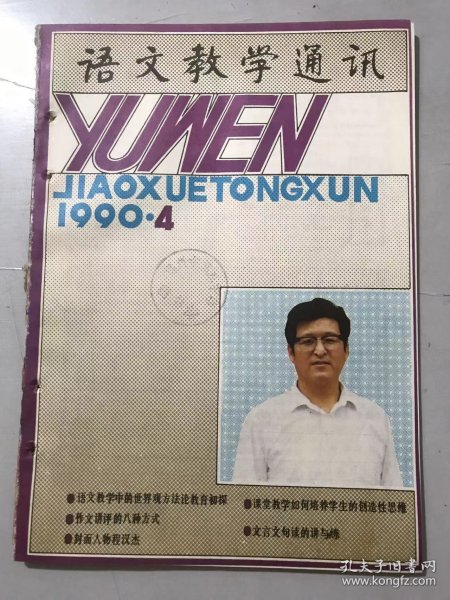 语文教学通讯
YUWEN
JIAOXUETONGXUN
1990·4
●语文教学中的世界观方法论教育初探
●作文讲评的八种方式
●封面人物程汉杰
●课堂教学如何培养学生的创造性思维
●文言文句读的讲与练
孔夫子旧书网
www.kongfz.com